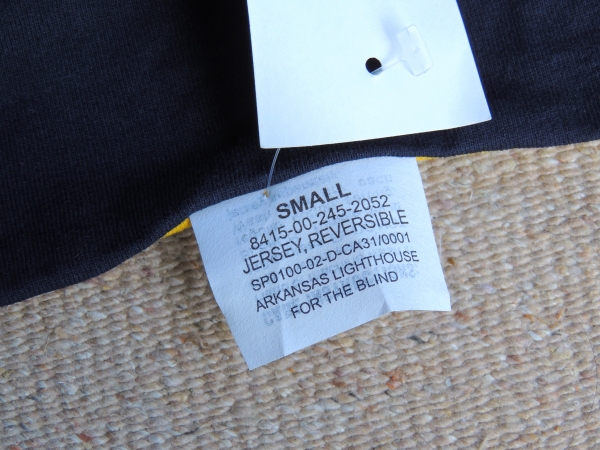 SMALL
8415-00-245-2052
JERSEY, REVERSIBLE
SP0100-02-D-CA31/0001
ARKANSAS LIGHTHOUSE
FOR THE BLIND